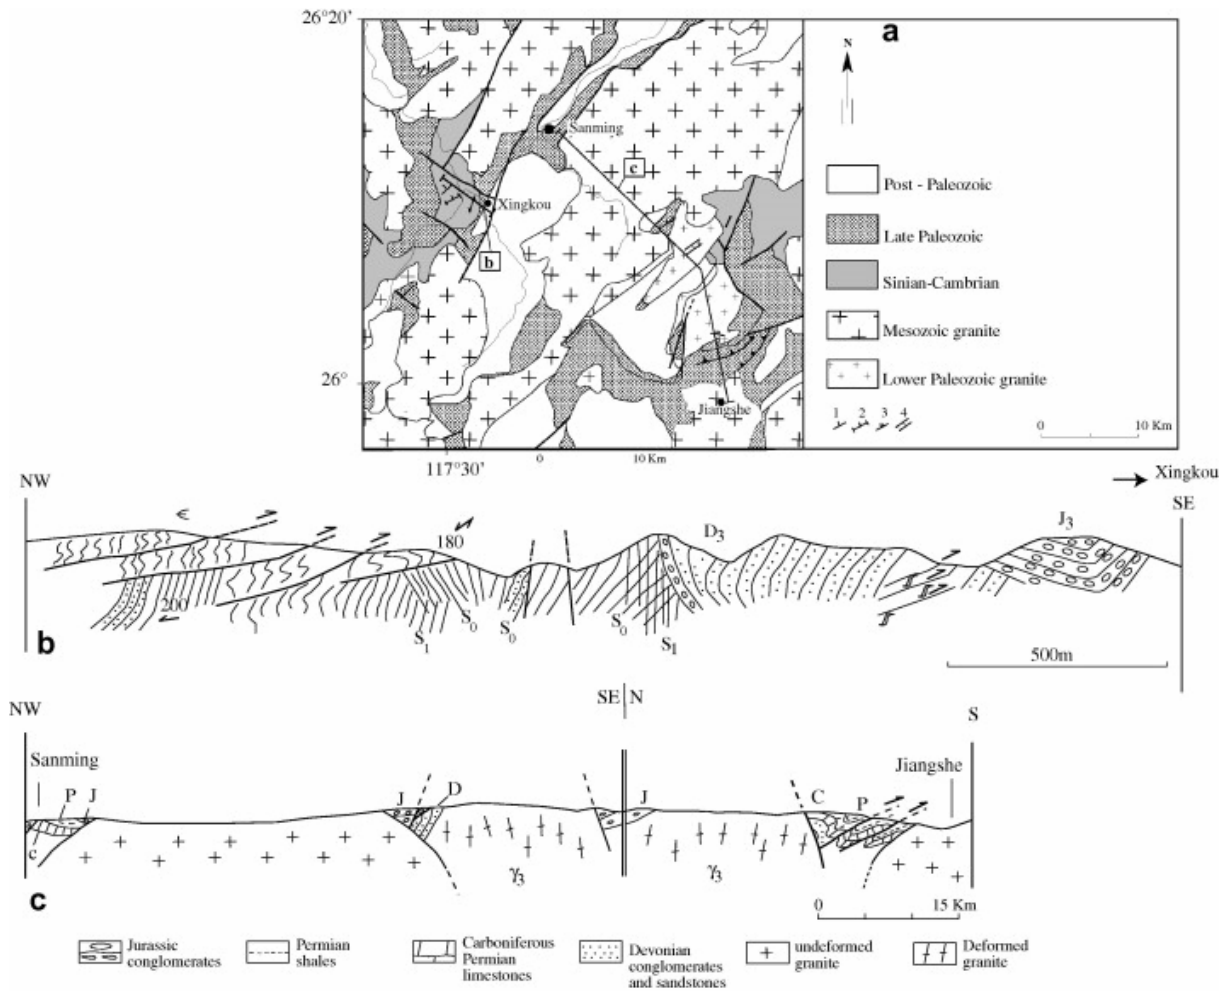 26°20'
a
N
Sanming
c
Xingkou
b
26°
Jiangshe
117°30'
0 10 Km
Post - Paleozoic
Late Paleozoic
Sinian-Cambrian
Mesozoic granite
Lower Paleozoic granite
1 2 3 4
0 10 Km
NW
Xingkou
SE
є
180
D3
J3
200
S1
S0
S0
S0
S1
b
500m
NW
SE N
S
Sanming
Jiangshe
P J
J D
J
C P
c
γ3
γ3
c
0 15 Km
Jurassic
conglomerates
Permian
shales
Carboniferous
Permian
limestones
Devonian
conglomerates
and sandstones
undeformed
granite
Deformed
granite